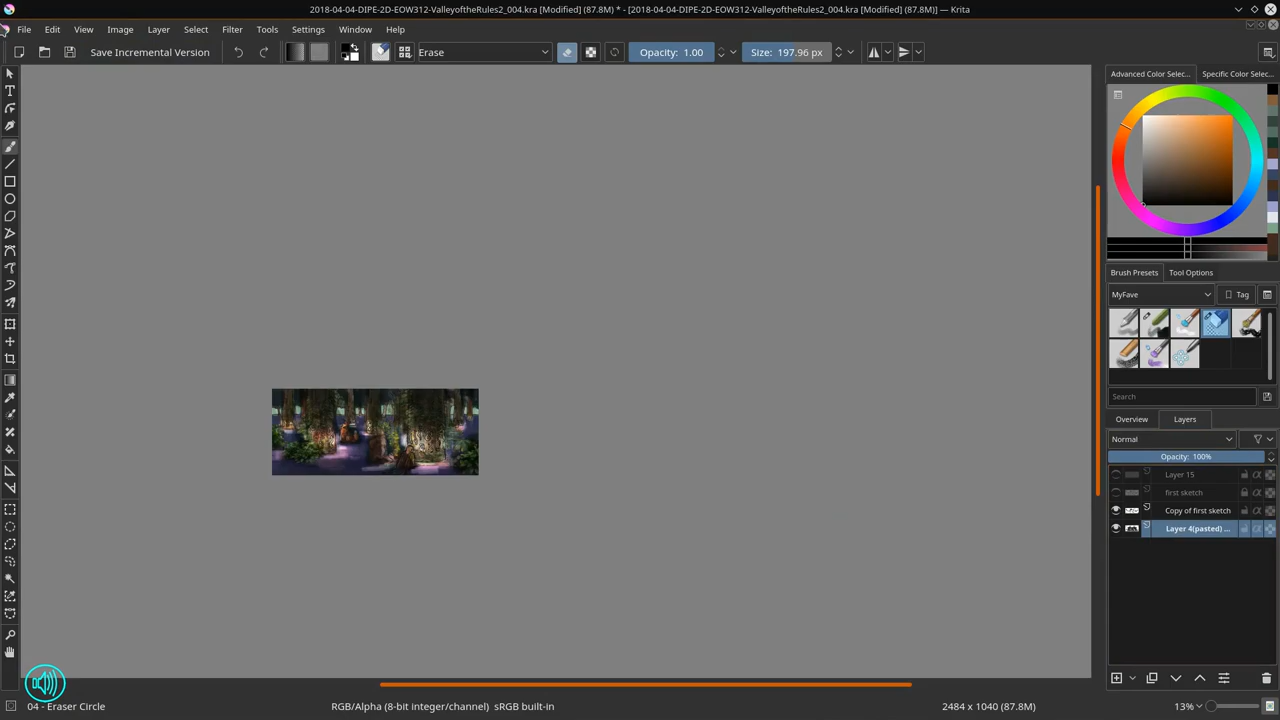 2018-04-04-DIPE-2D-EOW312-ValleyoftheRules2_004.kra [Modified] (87.8M) * - [2018-04-04-DIPE-2D-EOW312-ValleyoftheRules2_004.kra [Modified] (87.8M)] — Krita
File Edit View Image Layer Select Filter Tools Settings Window Help
Save Incremental Version Erase Opacity: 1.00 Size: 197.96 px
Advanced Color Selec... Specific Color Selec...
Brush Presets Tool Options
MyFave Tag
Search
Overview Layers
Normal
Opacity: 100%
Layer 15
first sketch
Copy of first sketch
Layer 4(pasted) ...
04 - Eraser Circle RGB/Alpha (8-bit integer/channel) sRGB built-in 2484 x 1040 (87.8M) 13%